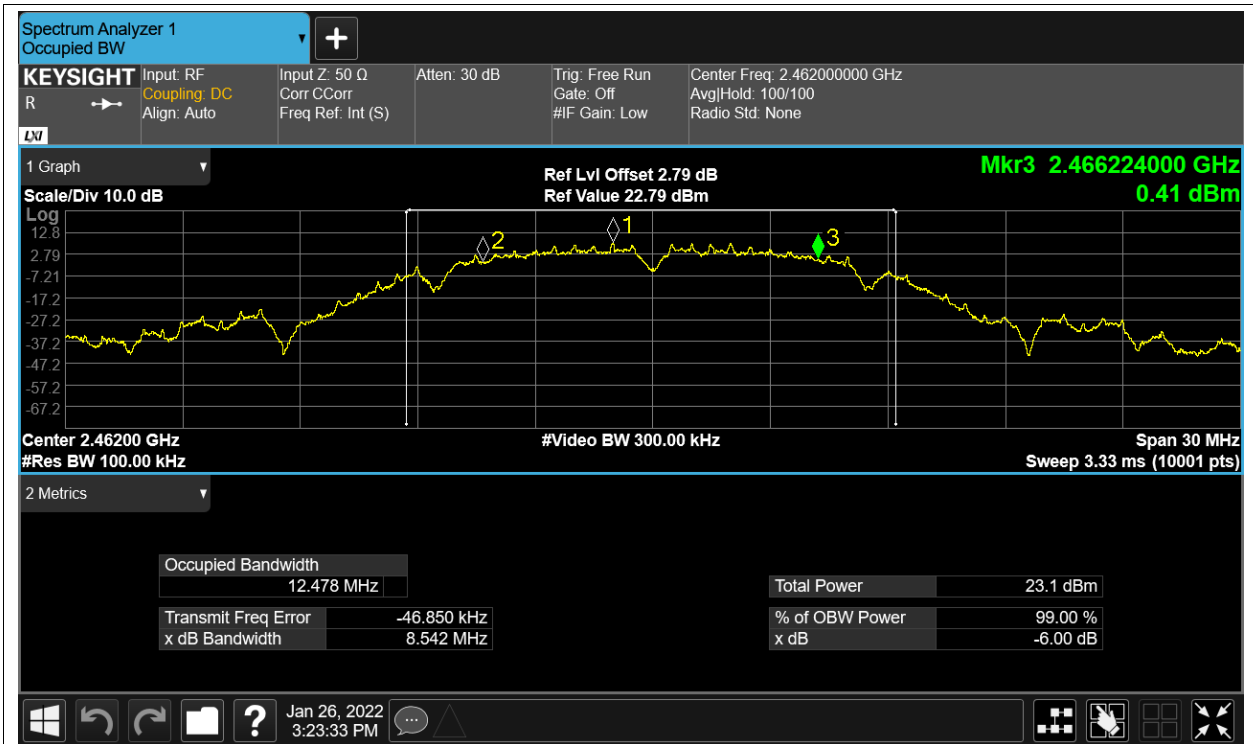 Spectrum Analyzer 1
Occupied BW
KEYSIGHT
R
LXI
Input: RF
Coupling: DC
Align: Auto
Input Z: 50 Ω
Corr CCorr
Freq Ref: Int (S)
Atten: 30 dB
Trig: Free Run
Gate: Off
#IF Gain: Low
Center Freq: 2.462000000 GHz
Avg|Hold: 100/100
Radio Std: None
1 Graph
Scale/Div 10.0 dB
Ref Lvl Offset 2.79 dB
Ref Value 22.79 dBm
Mkr3 2.466224000 GHz
0.41 dBm
Log
12.8
2.79
-7.21
-17.2
-27.2
-37.2
-47.2
-57.2
-67.2
2
1
3
Center 2.46200 GHz
#Res BW 100.00 kHz
#Video BW 300.00 kHz
Span 30 MHz
Sweep 3.33 ms (10001 pts)
2 Metrics
Occupied Bandwidth
12.478 MHz
Transmit Freq Error -46.850 kHz
x dB Bandwidth 8.542 MHz
Total Power 23.1 dBm
% of OBW Power 99.00 %
x dB -6.00 dB
?
Jan 26, 2022
3:23:33 PM